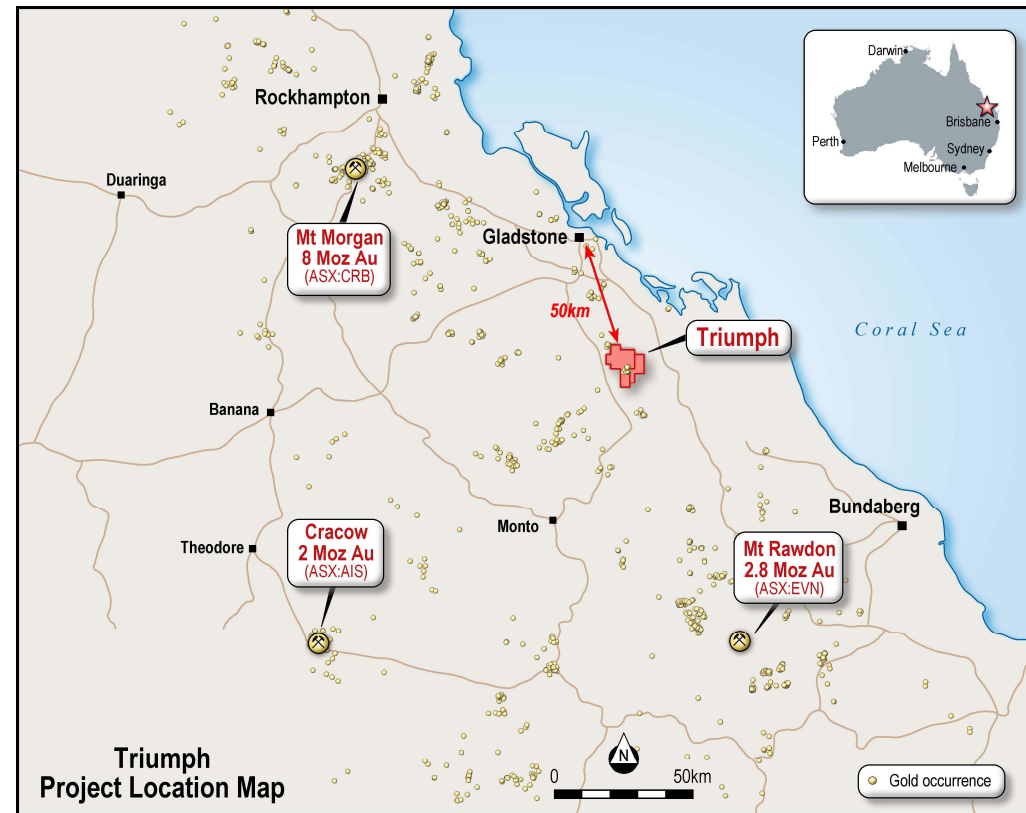 Darwin
Brisbane
Perth
Sydney
Melbourne
Rockhampton
Duaringa
Mt Morgan
8 Moz Au
(ASX:CRB)
Gladstone
50km
Triumph
Coral Sea
Banana
Bundaberg
Monto
Cracow
2 Moz Au
(ASX:AIS)
Theodore
Mt Rawdon
2.8 Moz Au
(ASX:EVN)
Triumph
Project Location Map
N
0 50km
Gold occurrence